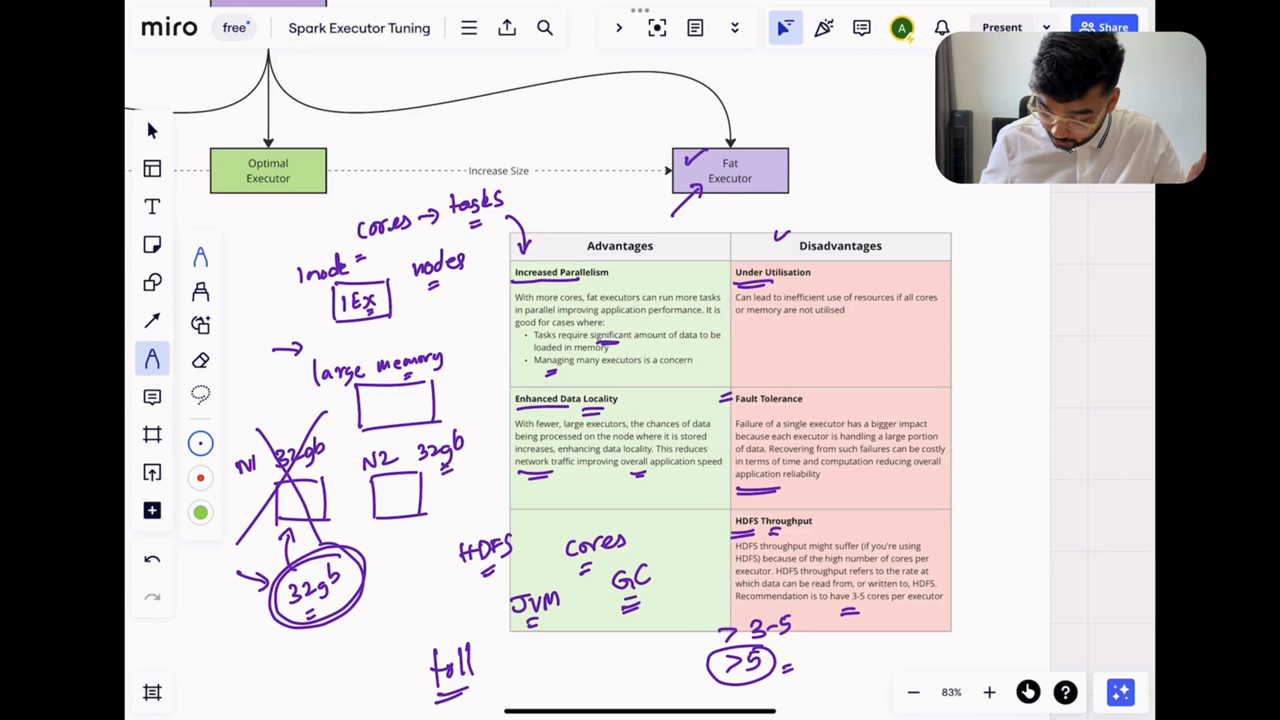 miro
free
Spark Executor Tuning
A
Present
Share
Optimal
Executor
Increase Size
Fat
Executor
cores → tasks
1 node =
nodes
1 Ex
large memory
N1 32gb
N2 32gb
32gb
Advantages
Disadvantages
Increased Parallelism
With more cores, fat executors can run more tasks
in parallel improving application performance. It is
good for cases where:
• Tasks require significant amount of data to be
loaded in memory
• Managing many executors is a concern
Under Utilisation
Can lead to inefficient use of resources if all cores
or memory are not utilised
Enhanced Data Locality
With fewer, large executors, the chances of data
being processed on the node where it is stored
increases, enhancing data locality. This reduces
network traffic improving overall application speed
Fault Tolerance
Failure of a single executor has a bigger impact
because each executor is handling a large portion
of data. Recovering from such failures can be costly
in terms of time and computation reducing overall
application reliability
HDFS Throughput
HDFS throughput might suffer (if you're using
HDFS) because of the high number of cores per
executor. HDFS throughput refers to the rate at
which data can be read from, or written to, HDFS.
Recommendation is to have 3-5 cores per executor
HDFS
cores
GC
JVM
> 3-5
>5
83%